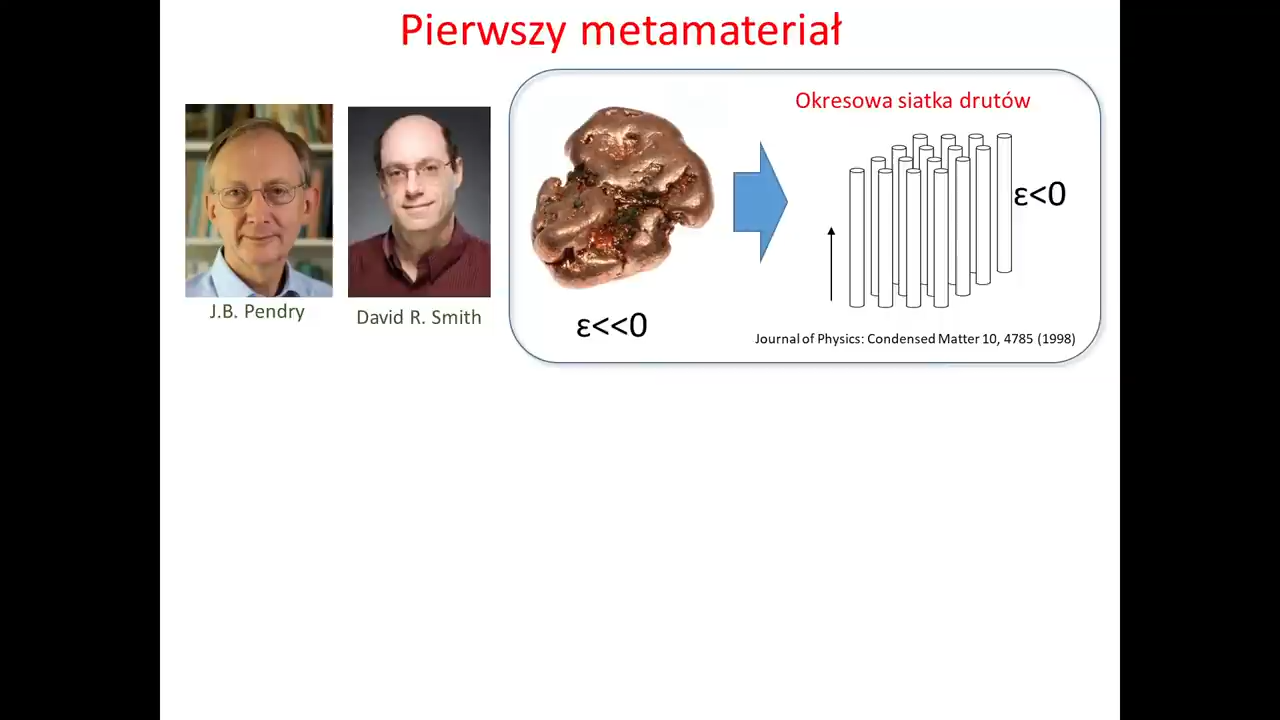 Pierwszy metamateriał
Okresowa siatka drutów
ε<0
J.B. Pendry
David R. Smith
ε<<0
Journal of Physics: Condensed Matter 10, 4785 (1998)